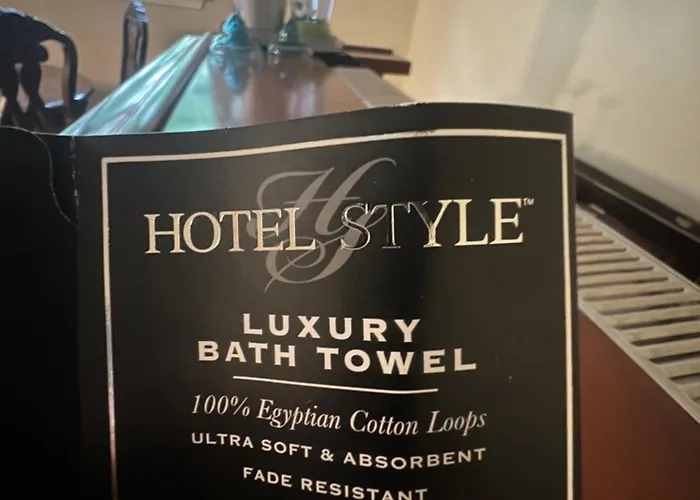 HOTEL STYLE™
LUXURY
BATH TOWEL
100% Egyptian Cotton Loops
ULTRA SOFT & ABSORBENT
FADE RESISTANT